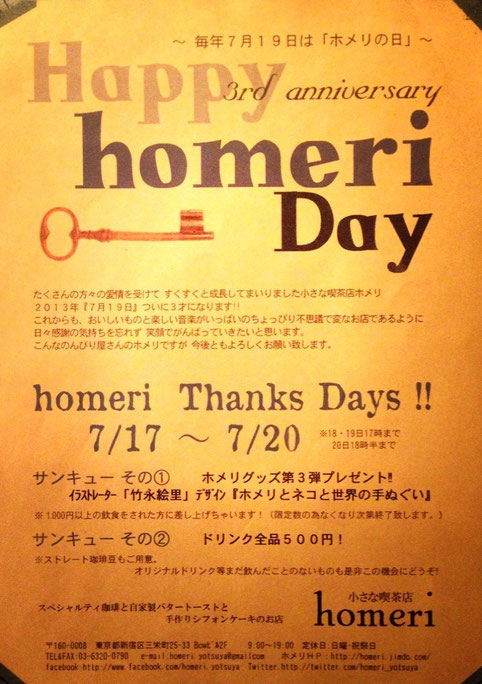 ～ 毎年７月１９日は「ホメリの日」～
Happy
3rd anniversary
homeri
Day
たくさんの方々の愛情を受けて すくすくと成長してまいりました小さな喫茶店ホメリ
２０１３年『７月１９日』ついに３才になります!!
これからも、おいしいものと楽しい音楽がいっぱいのちょっぴり不思議で変なお店であるように
日々感謝の気持ちを忘れず 笑顔でがんばっていきたいと思います。
こんなのんびり屋さんのホメリですが 今後ともよろしくお願い致します。
homeri Thanks Days !!
7/17 ～ 7/20
※18・19日17時まで
20日18時半まで
サンキュー その① ホメリグッズ第３弾プレゼント!!
イラストレーター「竹永絵里」デザイン『ホメリとネコと世界の手ぬぐい』
※1,000円以上の飲食をされた方に差し上げちゃいます！（限定数の為なくなり次第終了致します。）
サンキュー その② ドリンク全品５００円！
※ストレート珈琲豆もご用意。
オリジナルドリンク等まだ飲んだことのないものも是非この機会にどうぞ!
スペシャルティ珈琲と自家製バタートーストと
手作りシフォンケーキのお店
小さな喫茶店
homeri
〒160-0008 東京都新宿区三栄町25-33 Bowt'A2F 9:00～19:00 定休日:日曜・祝祭日
TEL&FAX:03-6320-0790 e-mail.homeri.yotsuya@gmail.com ホメリＨＰ:http://homeri.jimdo.com/
facebook:http://www.facebook.com/homeri.yotsuya Twitter:http://twitter.com/homeri_yotsuya